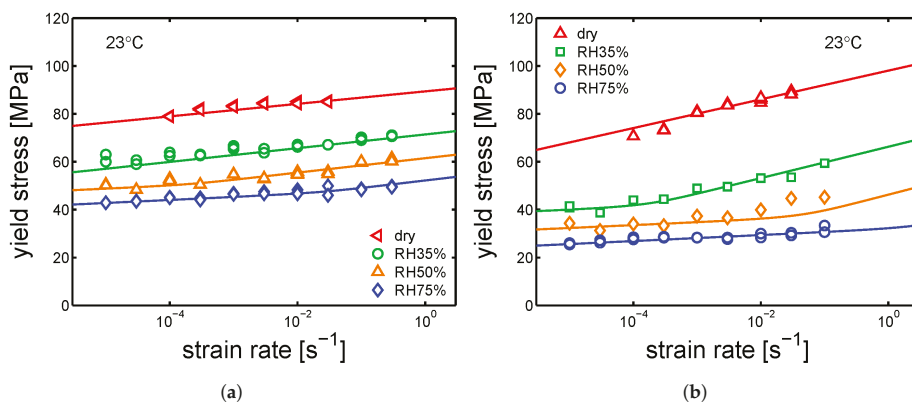 120
100
80
60
40
20
0
yield stress [MPa]
23°C
dry
RH35%
RH50%
RH75%
10⁻⁴
10⁻²
10⁰
strain rate [s⁻¹]
(a)
120
100
80
60
40
20
0
yield stress [MPa]
dry
RH35%
RH50%
RH75%
23°C
10⁻⁴
10⁻²
10⁰
strain rate [s⁻¹]
(b)